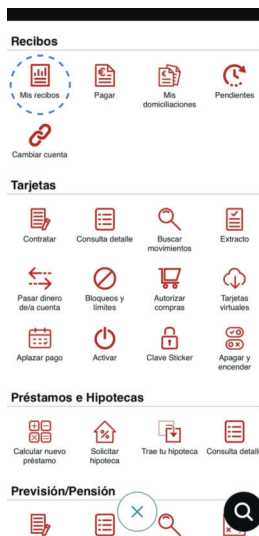 Recibos
Mis recibos
Pagar
Mis
domiciliaciones
Pendientes
Cambiar cuenta
Tarjetas
Contratar
Consulta detalle
Buscar
movimientos
Extracto
Pasar dinero
de/a cuenta
Bloqueos y
límites
Autorizar
compras
Tarjetas
virtuales
Aplazar pago
Activar
Clave Sticker
Apagar y
encender
Préstamos e Hipotecas
Calcular nuevo
préstamo
Solicitar
hipoteca
Trae tu hipoteca
Consulta detalle
Previsión/Pensión